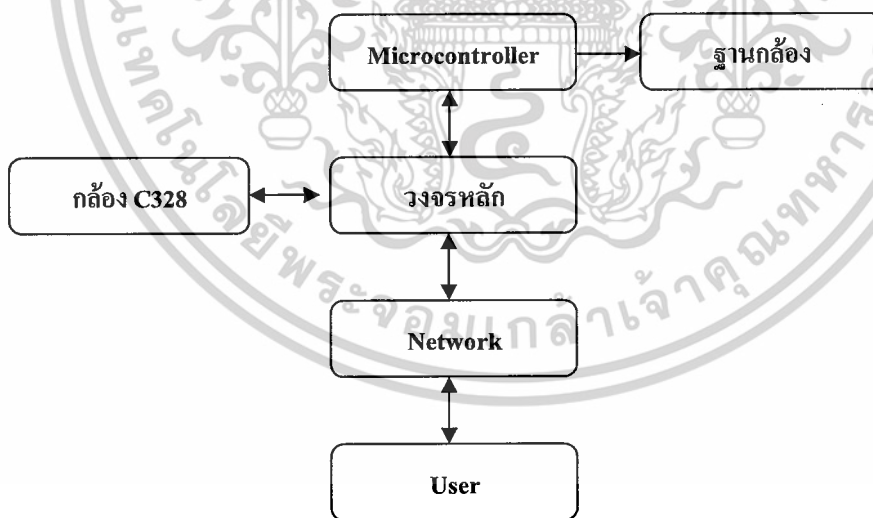 Microcontroller
ฐานกล้อง
กล้อง C328
วงจรหลัก
Network
User